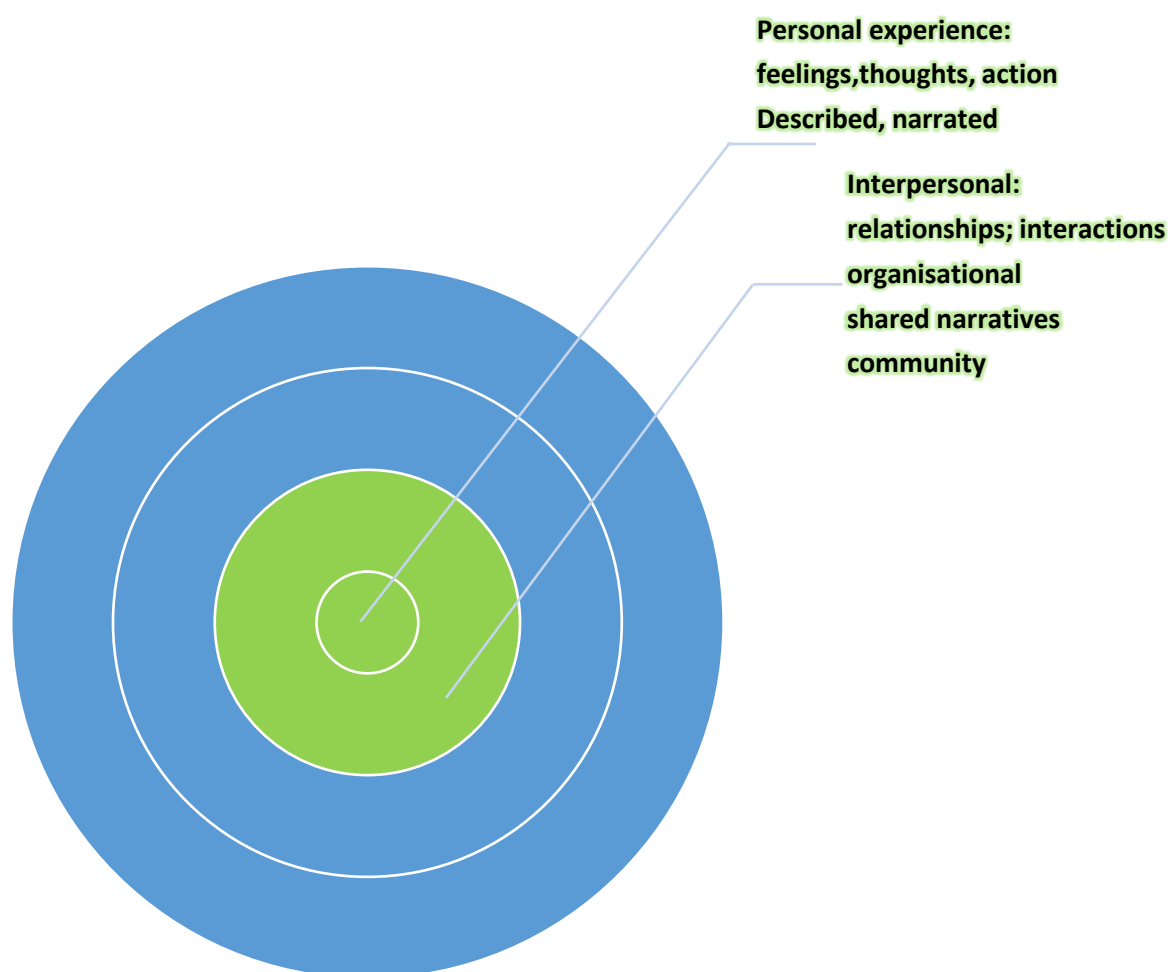 Personal experience:
feelings,thoughts, action
Described, narrated
Interpersonal:
relationships; interactions
organisational
shared narratives
community